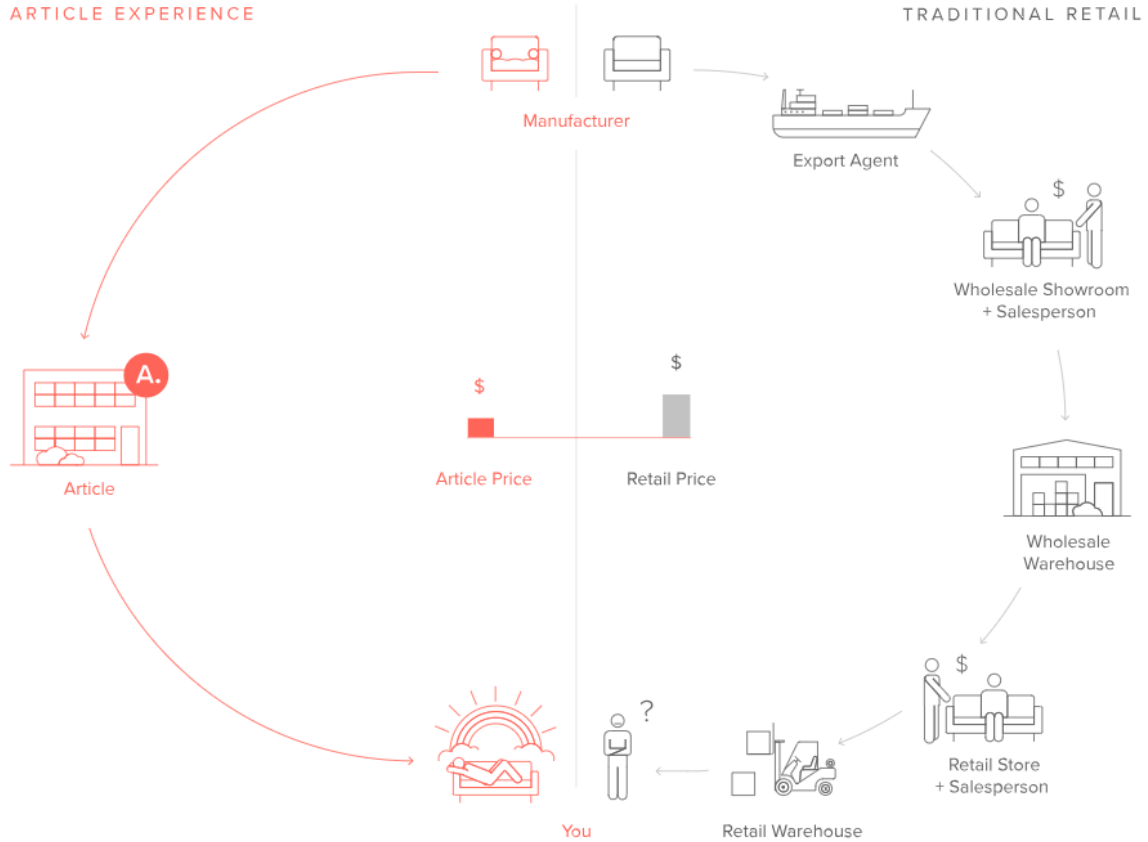 ARTICLE EXPERIENCE
TRADITIONAL RETAIL
Manufacturer
Export Agent
$
Wholesale Showroom
+ Salesperson
A.
Article
$
$
Article Price
Retail Price
Wholesale
Warehouse
$
Retail Store
+ Salesperson
?
You
Retail Warehouse